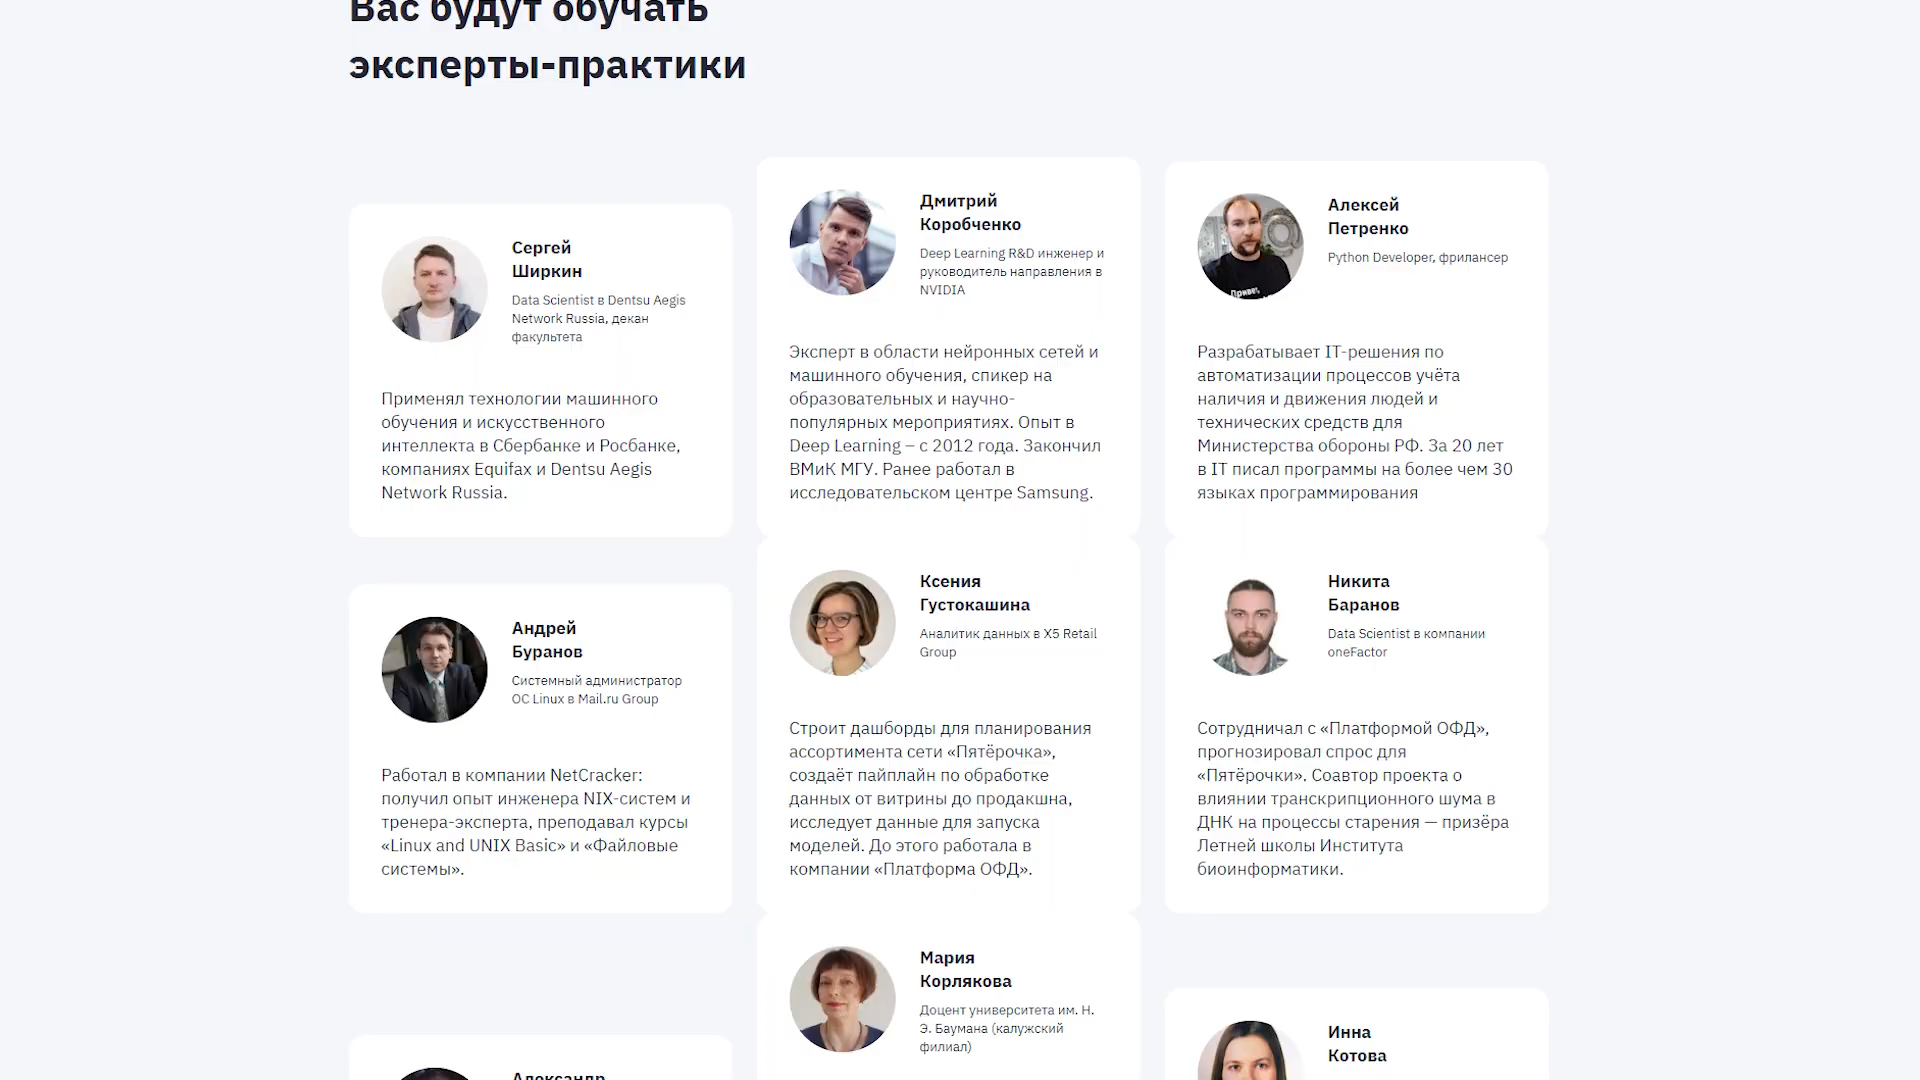 Вас будут обучать
эксперты-практики
Сергей
Ширкин
Data Scientist в Dentsu Aegis
Network Russia, декан
факультета
Применял технологии машинного
обучения и искусственного
интеллекта в Сбербанке и Росбанке,
компаниях Equifax и Dentsu Aegis
Network Russia.
Дмитрий
Коробченко
Deep Learning R&D инженер и
руководитель направления в
NVIDIA
Эксперт в области нейронных сетей и
машинного обучения, спикер на
образовательных и научно-
популярных мероприятиях. Опыт в
Deep Learning – с 2012 года. Закончил
ВМиК МГУ. Ранее работал в
исследовательском центре Samsung.
Алексей
Петренко
Python Developer, фрилансер
Привет,
Разрабатывает IT-решения по
автоматизации процессов учёта
наличия и движения людей и
технических средств для
Министерства обороны РФ. За 20 лет
в IT писал программы на более чем 30
языках программирования
Андрей
Буранов
Системный администратор
ОС Linux в Mail.ru Group
Работал в компании NetCracker:
получил опыт инженера NIX-систем и
тренера-эксперта, преподавал курсы
«Linux and UNIX Basic» и «Файловые
системы».
Ксения
Густокашина
Аналитик данных в X5 Retail
Group
Строит дашборды для планирования
ассортимента сети «Пятёрочка»,
создаёт пайплайн по обработке
данных от витрины до продакшна,
исследует данные для запуска
моделей. До этого работала в
компании «Платформа ОФД».
Никита
Баранов
Data Scientist в компании
oneFactor
Сотрудничал с «Платформой ОФД»,
прогнозировал спрос для
«Пятёрочки». Соавтор проекта о
влиянии транскрипционного шума в
ДНК на процессы старения — призёра
Летней школы Института
биоинформатики.
Александр
Мария
Корлякова
Доцент университета им. Н.
Э. Баумана (калужский
филиал)
Инна
Котова